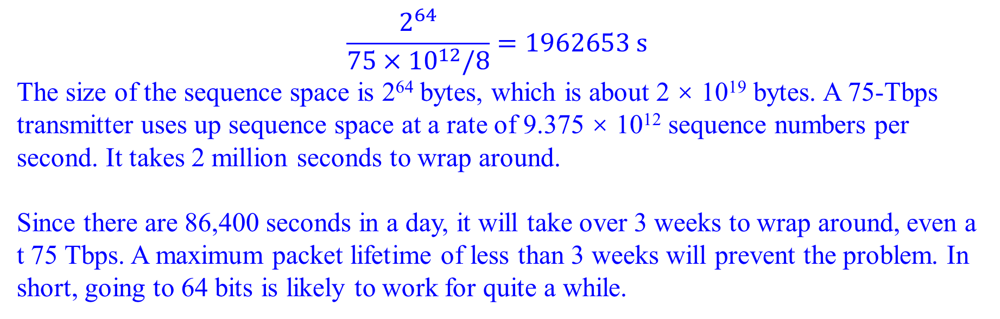 2^64 / (75 × 10^12/8) = 1962653 s
The size of the sequence space is 2^64 bytes, which is about 2 × 10^19 bytes. A 75-Tbps
transmitter uses up sequence space at a rate of 9.375 × 10^12 sequence numbers per
second. It takes 2 million seconds to wrap around.
Since there are 86,400 seconds in a day, it will take over 3 weeks to wrap around, even a
t 75 Tbps. A maximum packet lifetime of less than 3 weeks will prevent the problem. In
short, going to 64 bits is likely to work for quite a while.